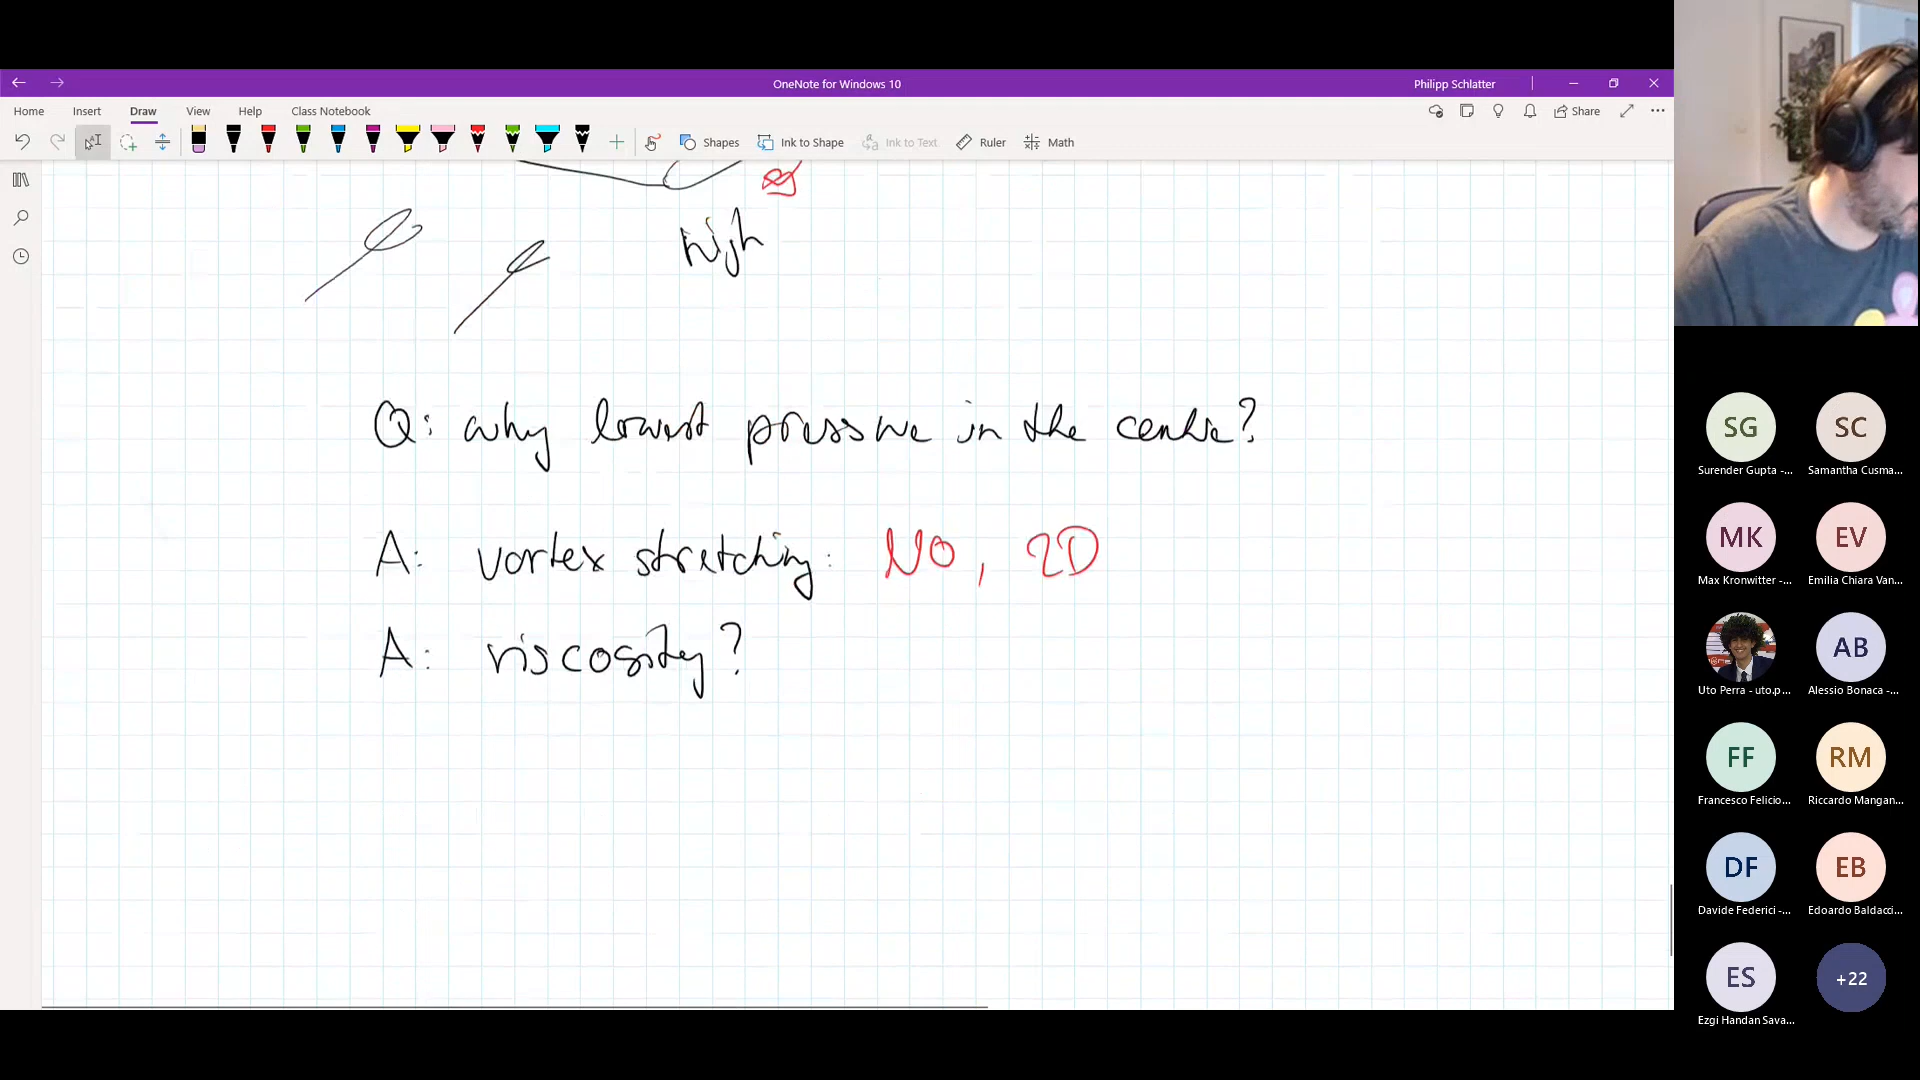 OneNote for Windows 10
Philipp Schlatter
Home Insert Draw View Help Class Notebook
Share
Shapes Ink to Shape Ink to Text Ruler Math
high
Q: why lowest pressure in the centre?
A: vortex stretching: NO, 2D
A: viscosity?
SG SC
Surender Gupta -... Samantha Cusma...
MK EV
Max Kronwitter -... Emilia Chiara Van...
AB
Uto Perra - uto.p... Alessio Bonaca -...
FF RM
Francesco Felicio... Riccardo Mangan...
DF EB
Davide Federici -... Edoardo Baldacci...
ES +22
Ezgi Handan Sava...